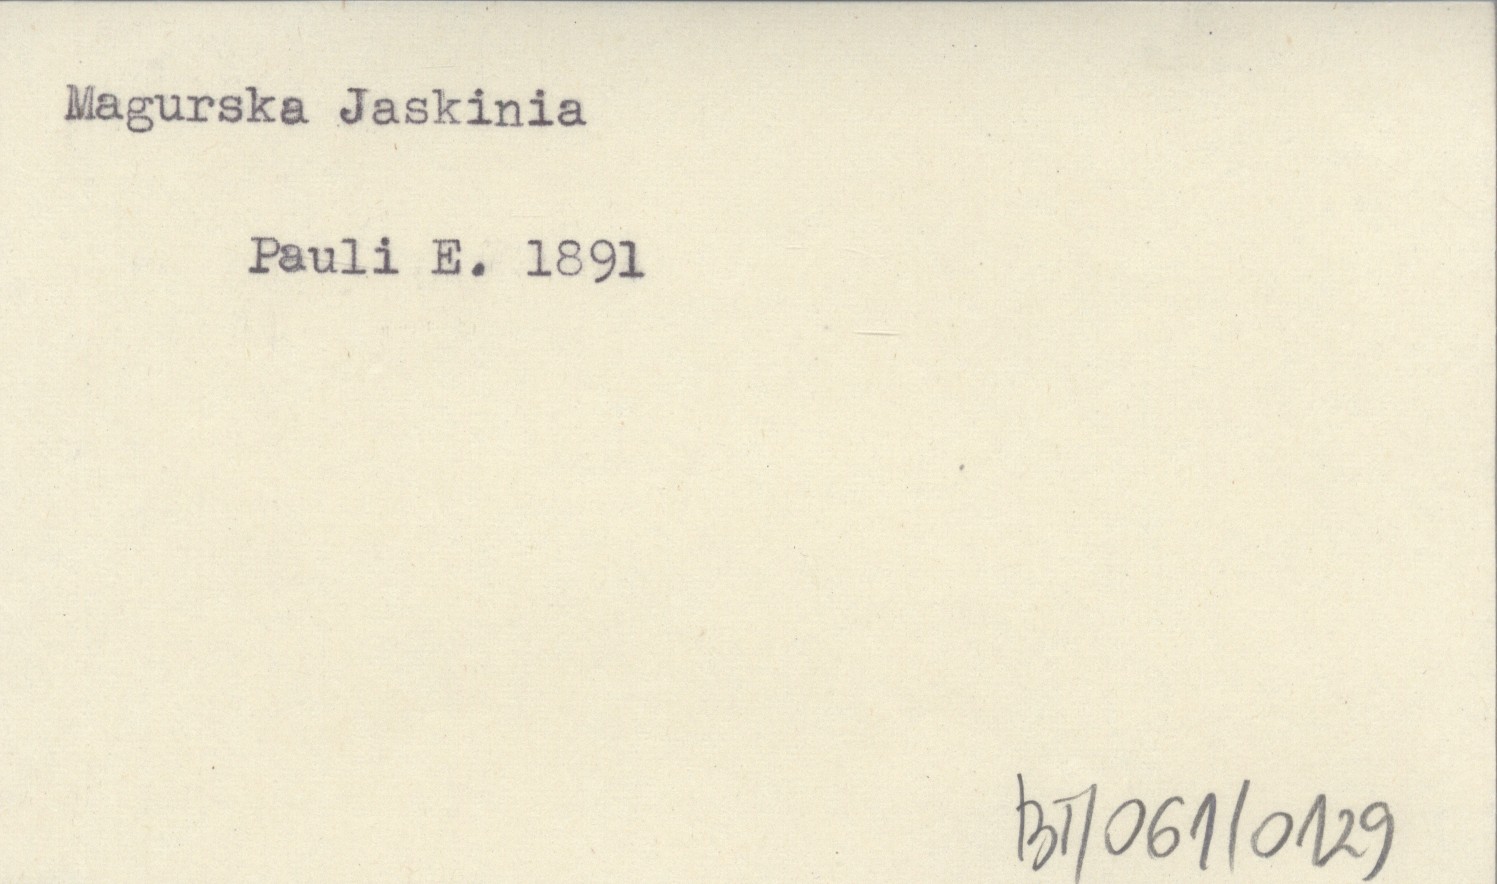 Magurska Jaskinia
Pauli E. 1891
BT/061/0129